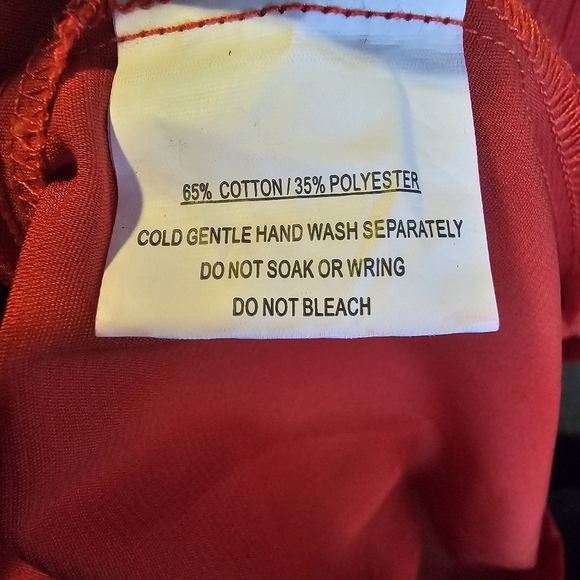 65% COTTON / 35% POLYESTER
COLD GENTLE HAND WASH SEPARATELY
DO NOT SOAK OR WRING
DO NOT BLEACH